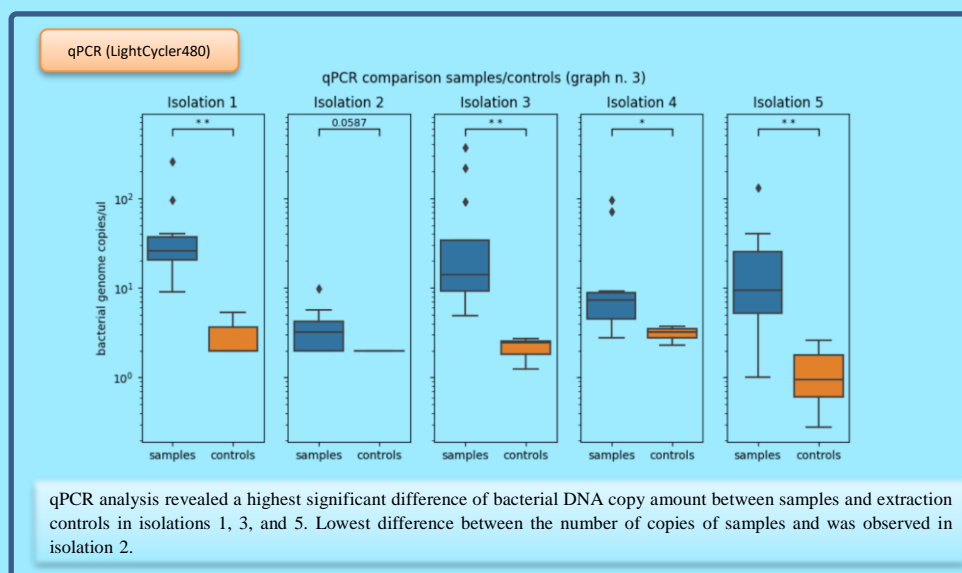 qPCR (LightCycler480)
qPCR comparison samples/controls (graph n. 3)
Isolation 1
Isolation 2
Isolation 3
Isolation 4
Isolation 5
* *
0.0587
* *
*
* *
bacterial genome copies/ul
10²
10¹
10⁰
samples controls
samples controls
samples controls
samples controls
samples controls
qPCR analysis revealed a highest significant difference of bacterial DNA copy amount between samples and extraction
controls in isolations 1, 3, and 5. Lowest difference between the number of copies of samples and was observed in
isolation 2.